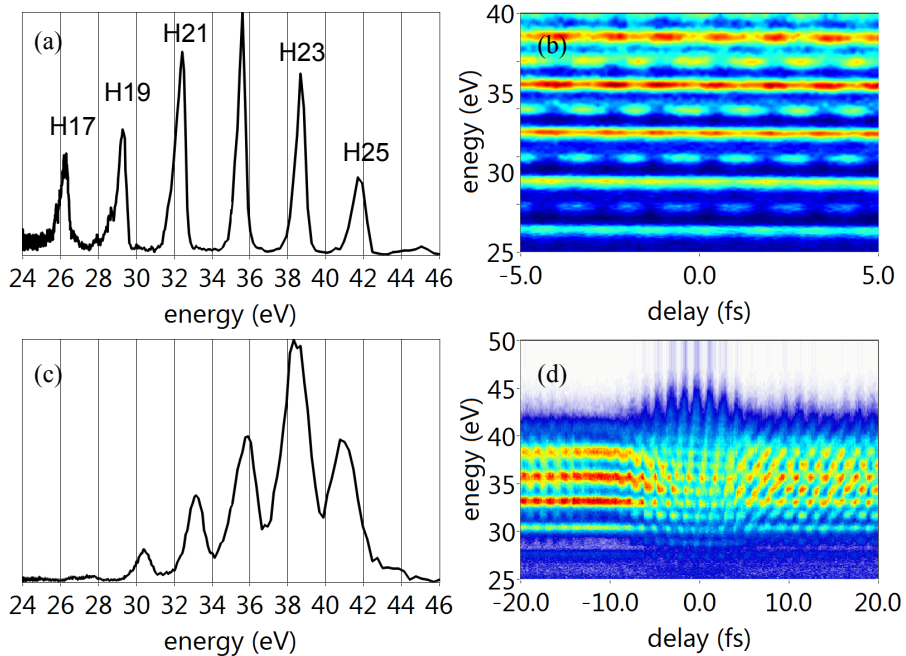 (a)
H17
H19
H21
H23
H25
24 26 28 30 32 34 36 38 40 42 44 46
energy (eV)
(b)
40
35
30
25
enegy (eV)
-5.0 0.0 5.0
delay (fs)
(c)
24 26 28 30 32 34 36 38 40 42 44 46
energy (eV)
(d)
50
45
40
35
30
25
enegy (eV)
-20.0 -10.0 0.0 10.0 20.0
delay (fs)